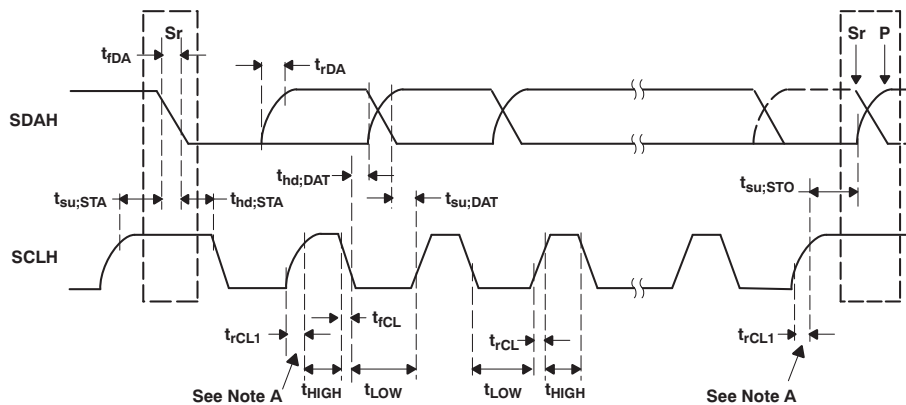 Sr
Sr P
tfDA
trDA
SDAH
thd;DAT
tsu;STA
thd;STA
tsu;DAT
tsu;STO
SCLH
tfCL
trCL1
trCL
trCL1
See Note A
tHIGH
tLOW
tLOW
tHIGH
See Note A